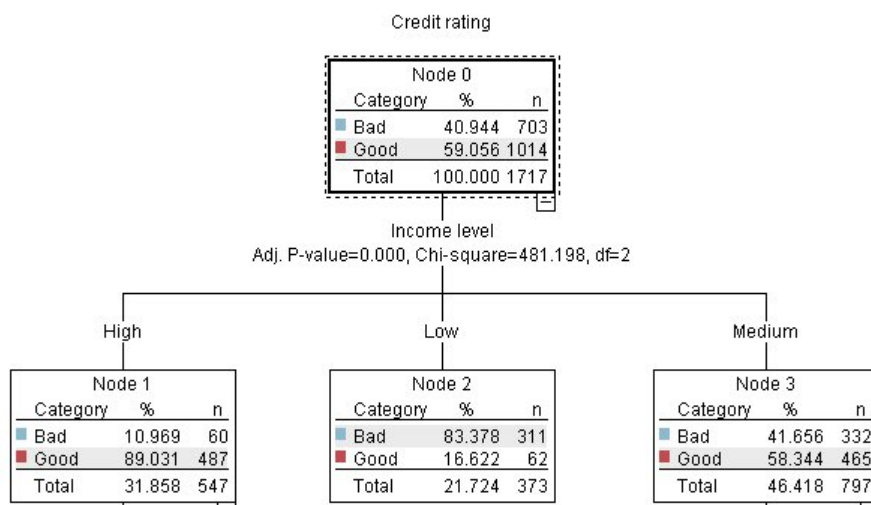 Credit rating
Node 0
Category % n
Bad 40.944 703
Good 59.056 1014
Total 100.000 1717
Income level
Adj. P-value=0.000, Chi-square=481.198, df=2
High
Low
Medium
Node 1
Category % n
Bad 10.969 60
Good 89.031 487
Total 31.858 547
Node 2
Category % n
Bad 83.378 311
Good 16.622 62
Total 21.724 373
Node 3
Category % n
Bad 41.656 332
Good 58.344 465
Total 46.418 797